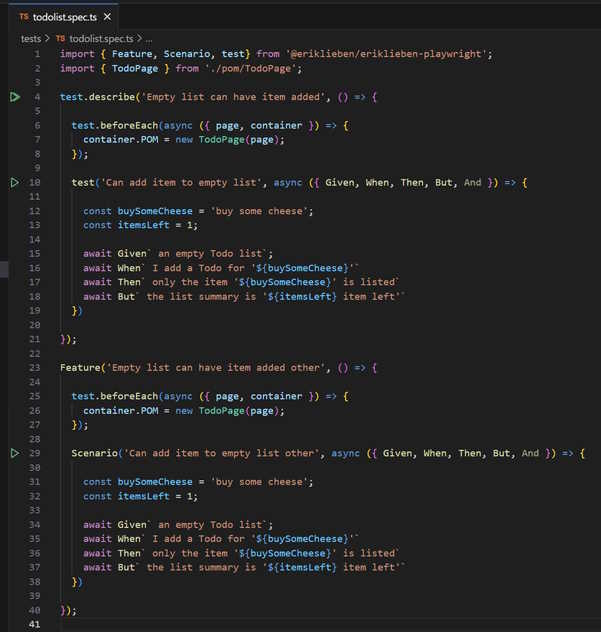 TS todolist.spec.ts ×
tests > TS todolist.spec.ts > ...
1 import { Feature, Scenario, test} from '@eriklieben/eriklieben-playwright';
2 import { TodoPage } from './pom/TodoPage';
3
4 test.describe('Empty list can have item added', () => {
5
6 test.beforeEach(async ({ page, container }) => {
7 container.POM = new TodoPage(page);
8 });
9
10 test('Can add item to empty list', async ({ Given, When, Then, But, And }) => {
11
12 const buySomeCheese = 'buy some cheese';
13 const itemsLeft = 1;
14
15 await Given` an empty Todo list`;
16 await When` I add a Todo for '${buySomeCheese}'`
17 await Then` only the item '${buySomeCheese}' is listed`
18 await But` the list summary is '${itemsLeft} item left'`
19 })
20
21 });
22
23 Feature('Empty list can have item added other', () => {
24
25 test.beforeEach(async ({ page, container }) => {
26 container.POM = new TodoPage(page);
27 });
28
29 Scenario('Can add item to empty list other', async ({ Given, When, Then, But, And }) => {
30
31 const buySomeCheese = 'buy some cheese';
32 const itemsLeft = 1;
33
34 await Given` an empty Todo list`;
35 await When` I add a Todo for '${buySomeCheese}'`
36 await Then` only the item '${buySomeCheese}' is listed`
37 await But` the list summary is '${itemsLeft} item left'`
38 })
39
40 });
41